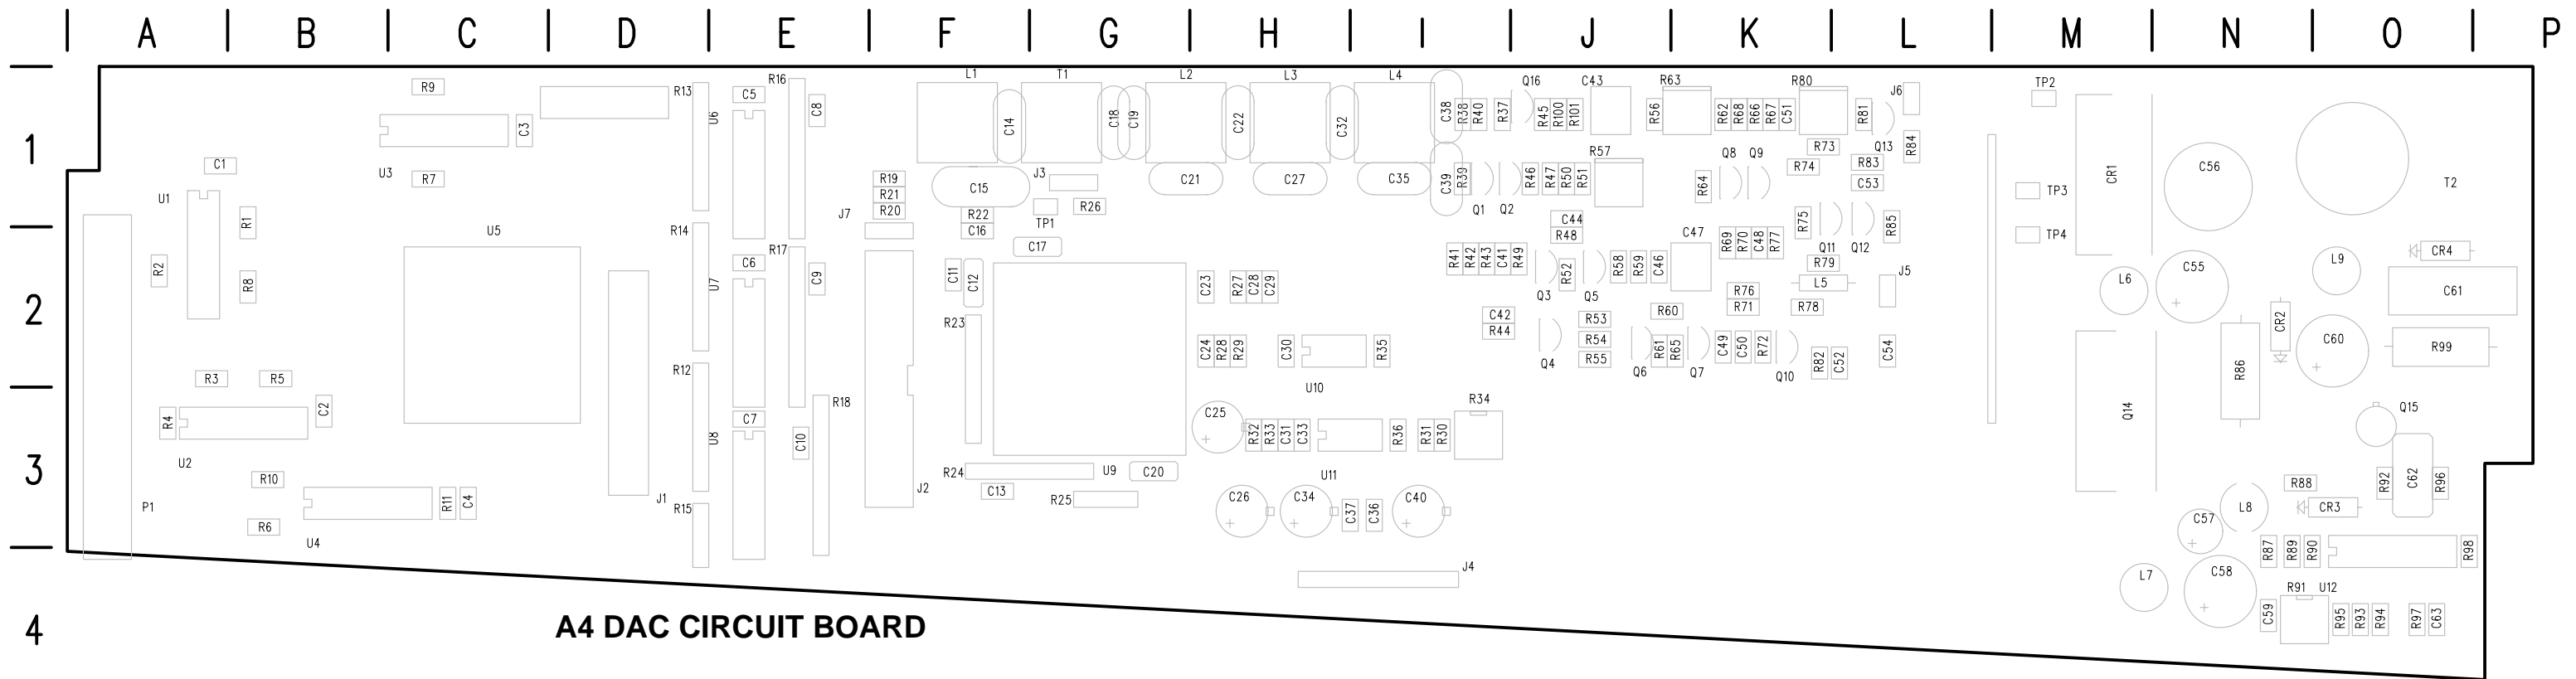 A B C D E F G H I J K L M N O P
L1 T1 L2 L3 L4 Q16 C43 R63 R80 TP2
R9 R13 C5 R16 C8 J6
1 C3 U6 C14 C18 C19 C22 C32 C38 R38 R40 R37 R45 R100 R101 R56 R62 R68 R66 R67 C51 R81
C1 U3 R7 R73 Q13 R84
R57 Q8 Q9 R74 R83
U1 R19 C15 J3 C21 C27 C35 C39 R39 R46 R47 R50 R51 R64 C53 TP3 CR1 C56 T2
R21
R1 J7 R20 R22 TP1 R26 Q1 Q2 C44 R75 R85
U5 R14 C16 R48 C47 TP4
R17 C17 R41 R42 R43 C41 R49 R69 R70 C48 R77 Q11 Q12 CR4
R2 C6 C9 C11 C12 C23 R27 C28 C29 R52 R58 R59 C46 R79 J5 C55 L9
R8 U7 Q3 Q5 R76 L5 L6 C61
2 R23 C42 R53 R60 R71 R78 CR2
R44
C24 R28 R29 C30 R35 Q4 R54 R61 R65 C49 C50 R72 C54 C60 R99
R3 R5 R12 U10 R55 Q6 Q7 Q10 R82 C52 R86
R4 C2 C7 R18 C25 R34 Q14 Q15
U8 C10 R32 R33 C31 C33 R36 R31 R30
3 U2 R10 R24 U9 C20 U11 R88 R92 C62 R96
P1 R11 C4 J1 R15 J2 C13 R25 C26 C34 C37 C36 C40 L8 CR3
R6 U4 C57
R87 R89 R90 R98
J4 L7 C58 R91 U12
4 A4 DAC CIRCUIT BOARD C59 R95 R93 R94 R97 C63